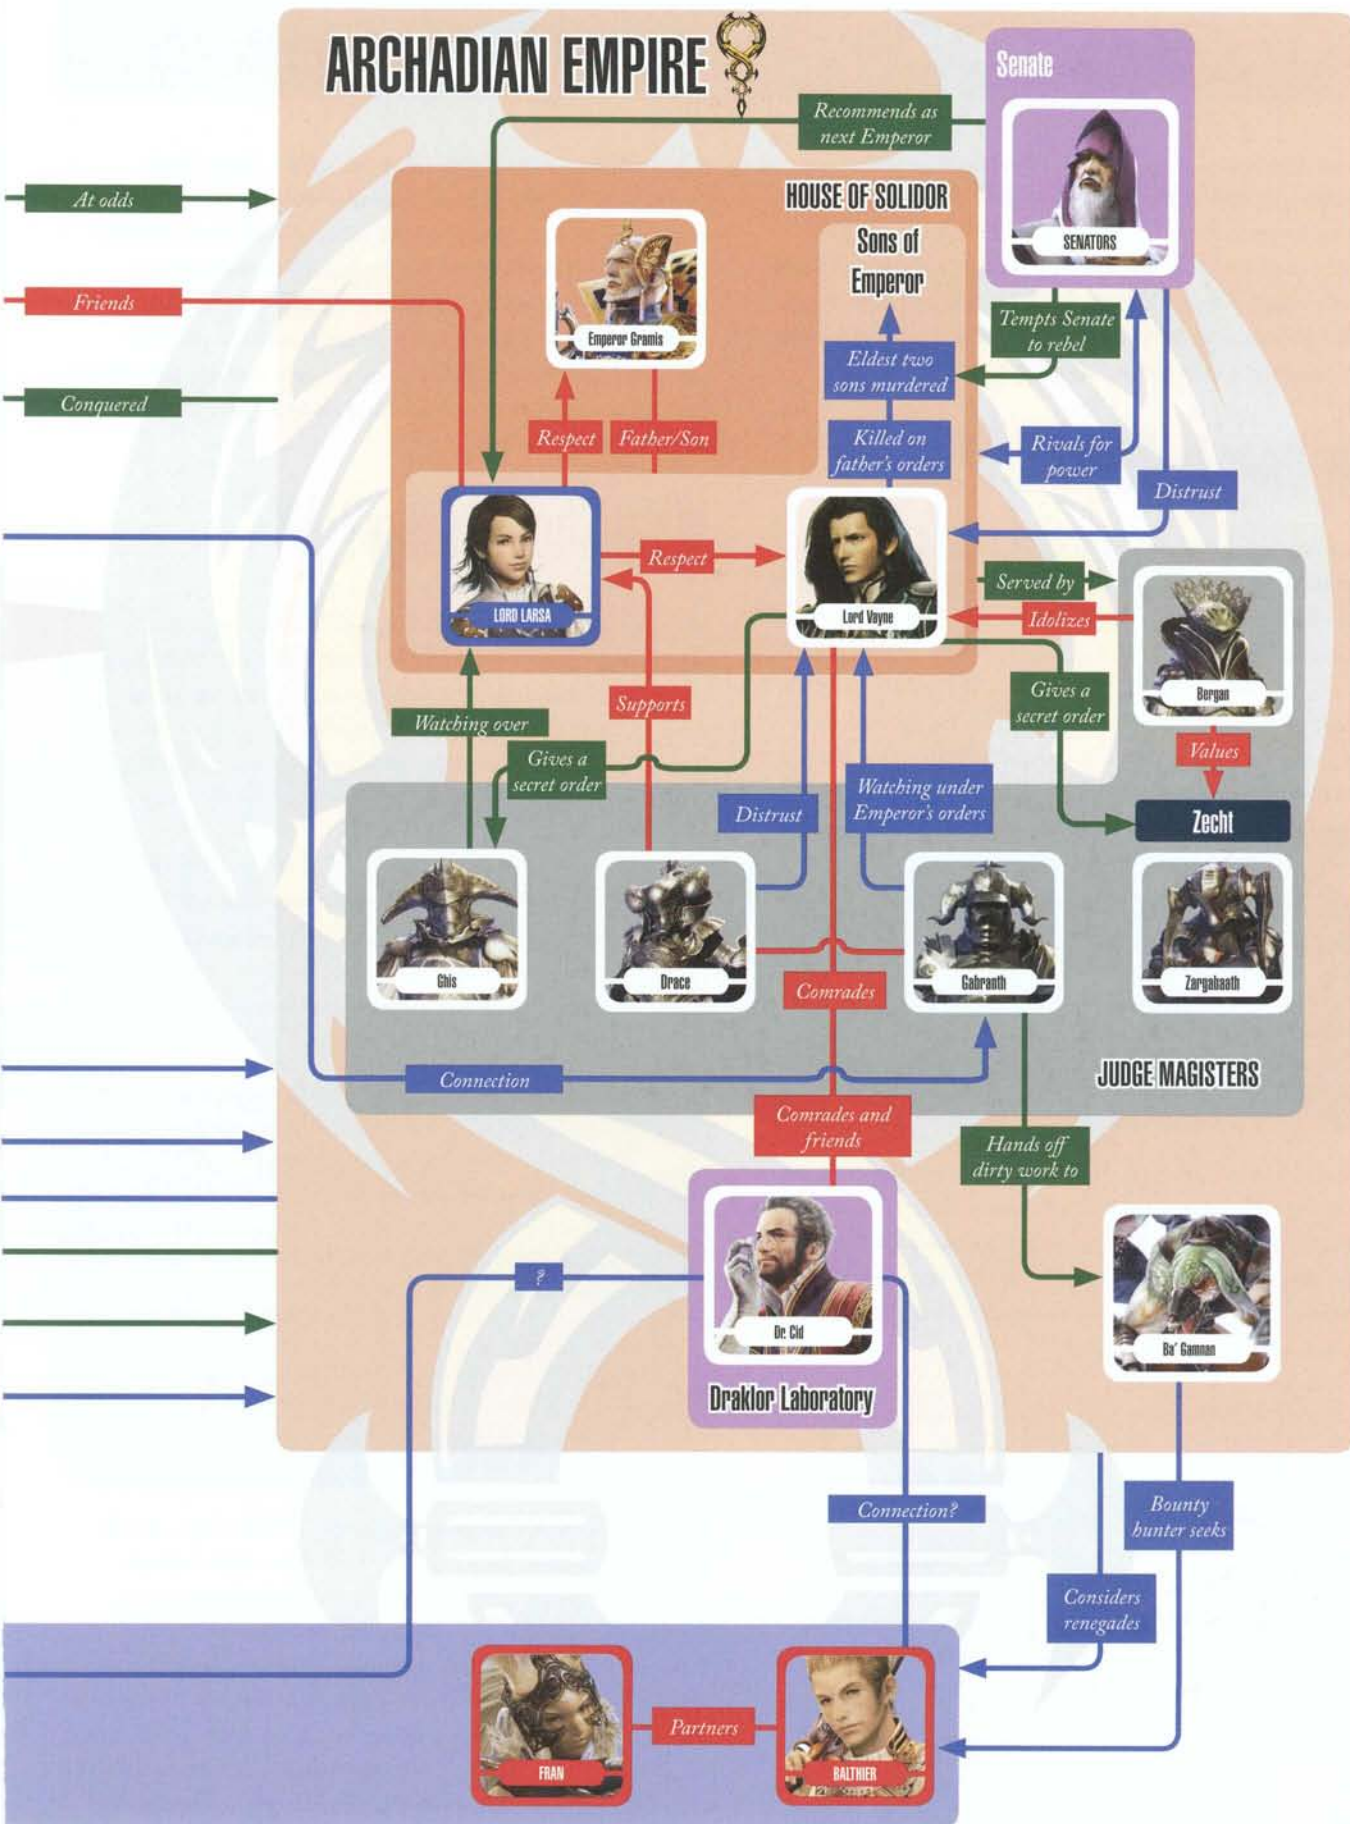 ARCHADIAN EMPIRE
Senate
Recommends as
next Emperor
SENATORS
At odds
Friends
Conquered
HOUSE OF SOLIDOR
Sons of
Emperor
Emperor Gramis
Tempts Senate
to rebel
Eldest two
sons murdered
Respect
Father/Son
Killed on
father's orders
Rivals for
power
Distrust
LORD LARSA
Respect
Lord Vayne
Served by
Idolizes
Bergan
Watching over
Supports
Gives a
secret order
Gives a
secret order
Values
Distrust
Watching under
Emperor's orders
Zecht
Ghis
Drace
Comrades
Gabranth
Zargabaath
Connection
JUDGE MAGISTERS
Comrades and
friends
Hands off
dirty work to
?
Dr. Cid
Ba' Gamnan
Draklor Laboratory
Connection?
Bounty
hunter seeks
Considers
renegades
Partners
FRAN
BALTHIER